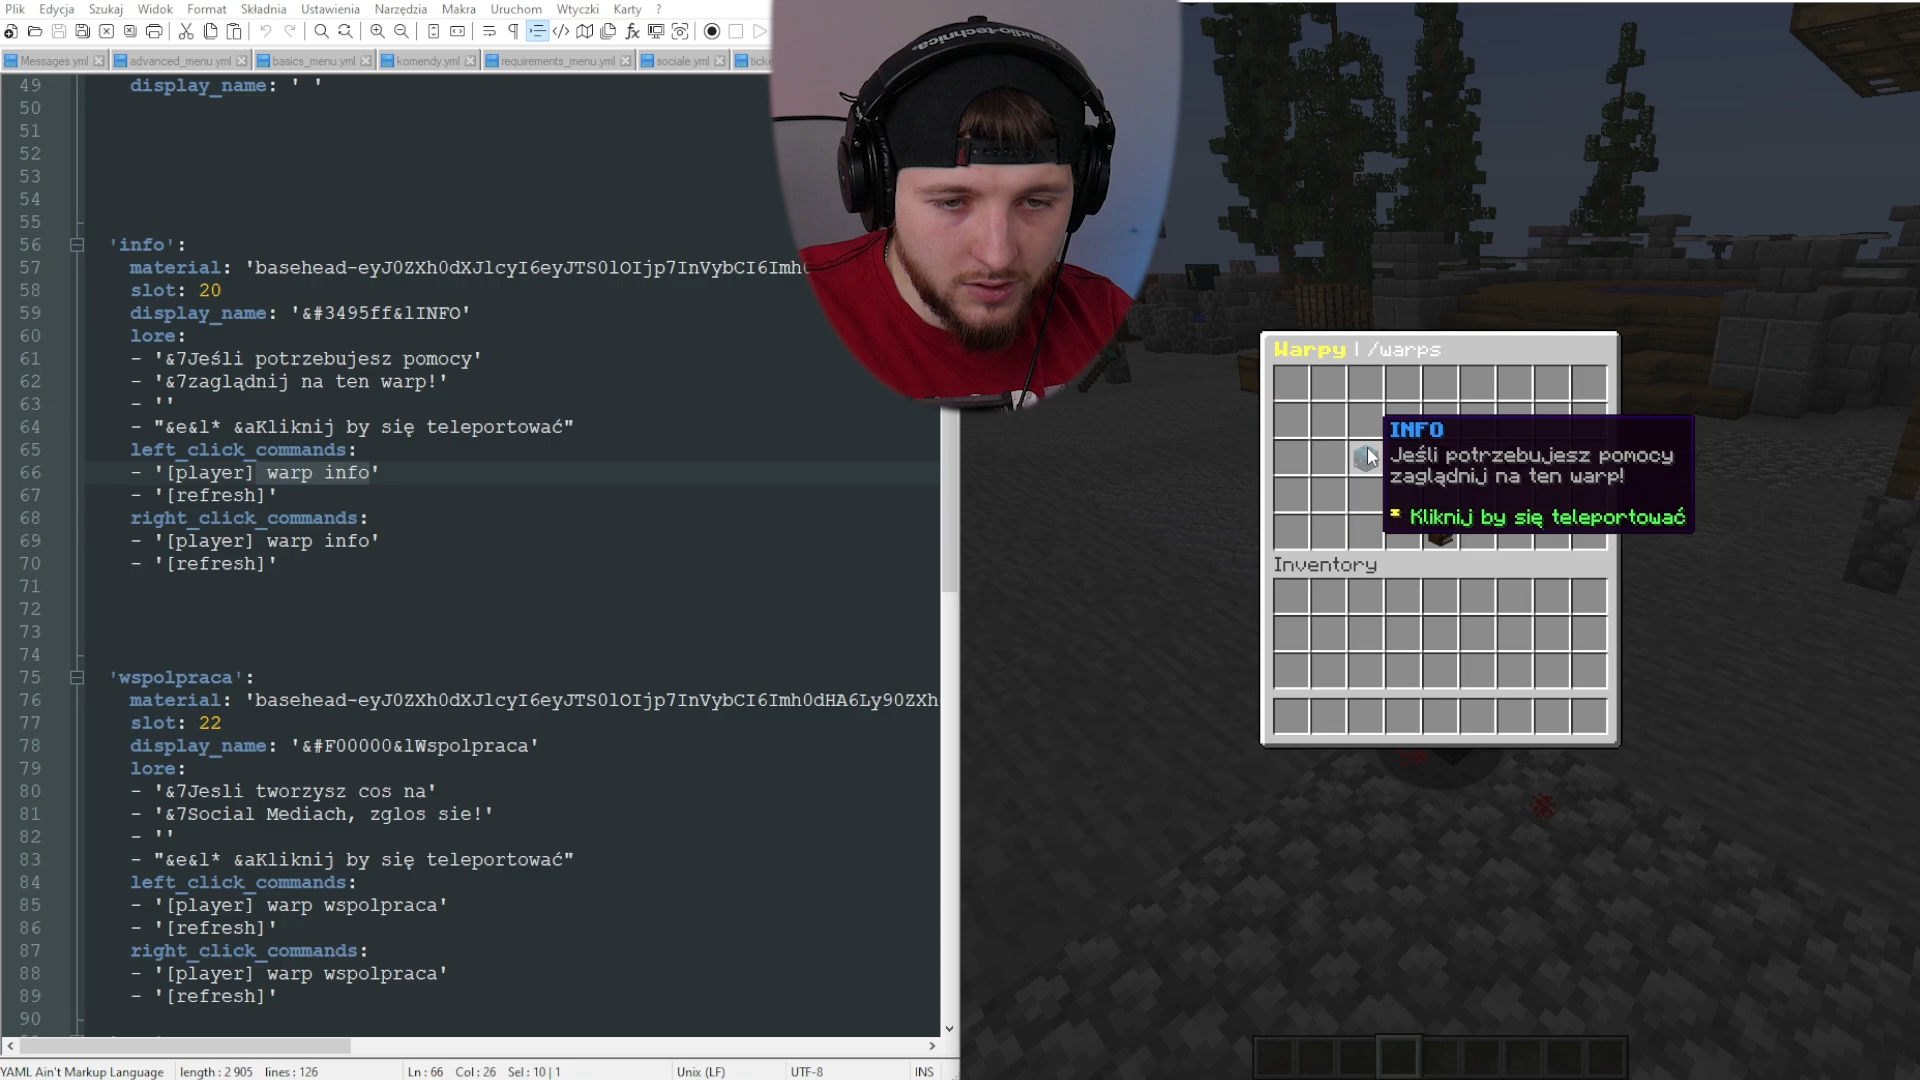 Plik Edycja Szukaj Widok Format Składnia Ustawienia Narzędzia Makra Uruchom Wtyczki Karty ?
Messages.yml advanced_menu.yml basics_menu.yml komendy.yml requirements_menu.yml sociale.yml
audio-technica.
49 display_name: ' '
50
51
52
53
54
55
56 'info':
57 material: 'basehead-eyJ0ZXh0dXJlcyI6eyJTS0lOIjp7InVybCI6Imh0
58 slot: 20
59 display_name: '&#3495ff&lINFO'
60 lore:
61 - '&7Jeśli potrzebujesz pomocy'
62 - '&7zaglądnij na ten warp!'
63 - ''
64 - "&e&l* &aKliknij by się teleportować"
65 left_click_commands:
66 - '[player] warp info'
67 - '[refresh]'
68 right_click_commands:
69 - '[player] warp info'
70 - '[refresh]'
71
72
73
74
75 'wspolpraca':
76 material: 'basehead-eyJ0ZXh0dXJlcyI6eyJTS0lOIjp7InVybCI6Imh0dHA6Ly90ZXh
77 slot: 22
78 display_name: '&#F00000&lWspolpraca'
79 lore:
80 - '&7Jesli tworzysz cos na'
81 - '&7Social Mediach, zglos sie!'
82 - ''
83 - "&e&l* &aKliknij by się teleportować"
84 left_click_commands:
85 - '[player] warp wspolpraca'
86 - '[refresh]'
87 right_click_commands:
88 - '[player] warp wspolpraca'
89 - '[refresh]'
90
YAML Ain't Markup Language length : 2 905 lines : 126 Ln : 66 Col : 26 Sel : 10 | 1 Unix (LF) UTF-8 INS
Warpy | /warps
INFO
Jeśli potrzebujesz pomocy
zaglądnij na ten warp!
* Kliknij by się teleportować
Inventory